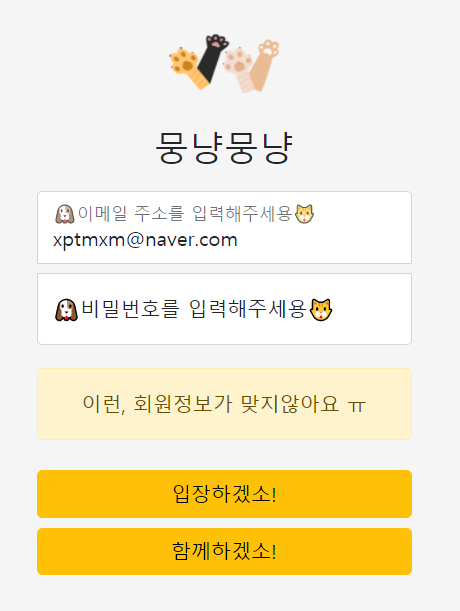 뭉냥뭉냥
🐶이메일 주소를 입력해주세용🐱
xptmxm@naver.com
🐶비밀번호를 입력해주세용🐱
이런, 회원정보가 맞지않아요 ㅠ
입장하겠소!
함께하겠소!